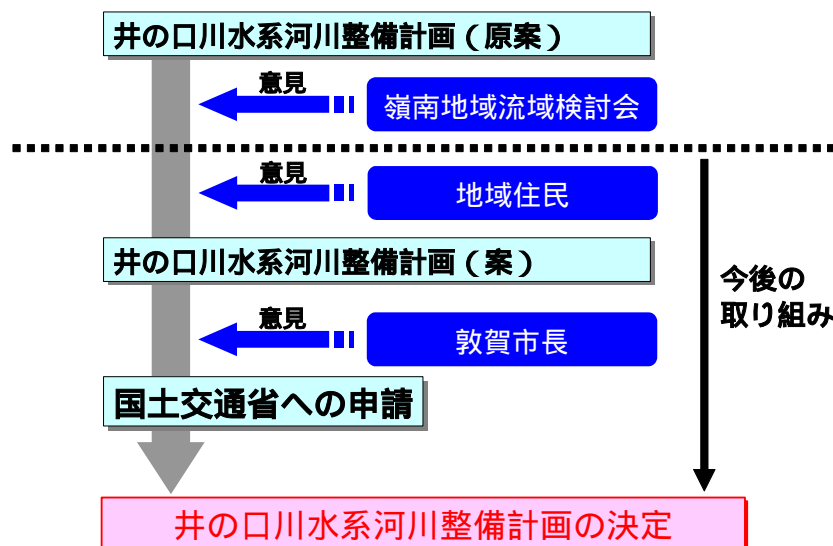 井の口川水系河川整備計画（原案）
意見
嶺南地域流域検討会
意見
地域住民
井の口川水系河川整備計画（案）
今後の
取り組み
意見
敦賀市長
国土交通省への申請
井の口川水系河川整備計画の決定